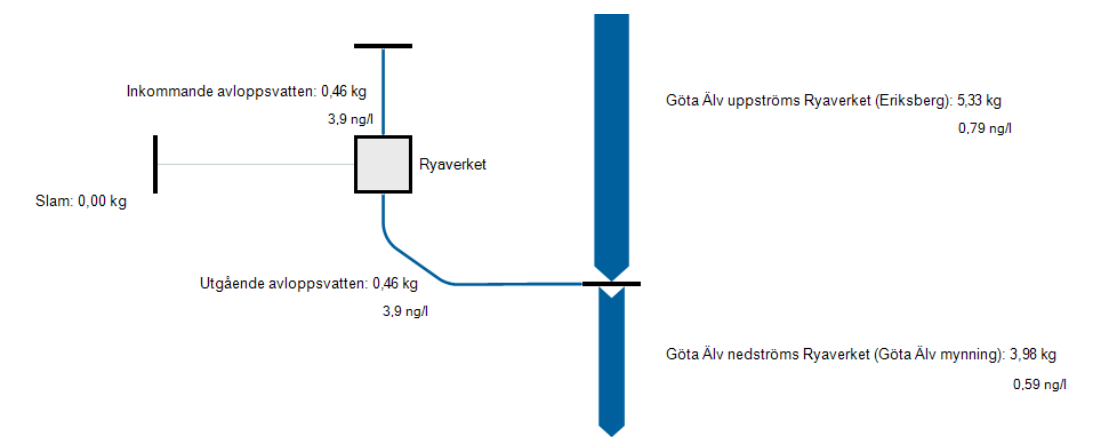 Inkommande avloppsvatten: 0,46 kg
3,9 ng/l
Göta Älv uppströms Ryaverket (Eriksberg): 5,33 kg
0,79 ng/l
Ryaverket
Slam: 0,00 kg
Utgående avloppsvatten: 0,46 kg
3,9 ng/l
Göta Älv nedströms Ryaverket (Göta Älv mynning): 3,98 kg
0,59 ng/l